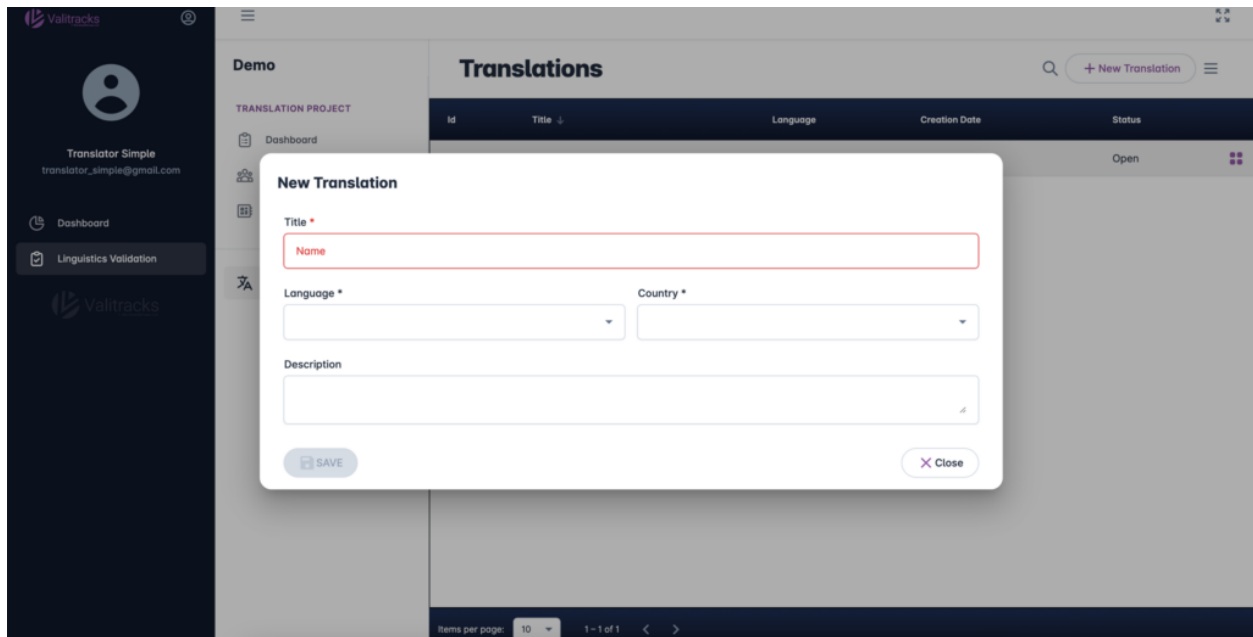 Valitracks
Translator Simple
translator_simple@gmail.com
Dashboard
Linguistics Validation
Valitracks
Demo
TRANSLATION PROJECT
Dashboard
Translations
+ New Translation
Id
Title ↓
Language
Creation Date
Status
Open
New Translation
Title *
Name
Language *
Country *
Description
SAVE
Close
Items per page:
10
1 – 1 of 1